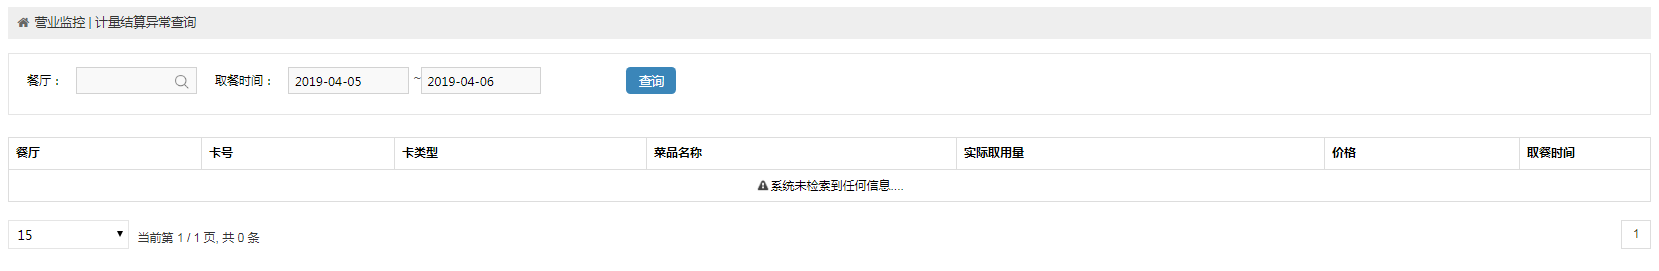 营业监控 | 计量结算异常查询
餐厅： 取餐时间： 2019-04-05 ~ 2019-04-06 查询
餐厅 卡号 卡类型 菜品名称 实际取用量 价格 取餐时间
系统未检索到任何信息....
15 当前第 1 / 1 页, 共 0 条 1